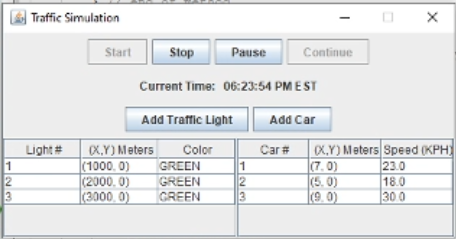 Traffic Simulation
Start Stop Pause Continue
Current Time: 06:23:54 PM EST
Add Traffic Light Add Car
Light # (X,Y) Meters Color Car # (X,Y) Meters Speed (KPH)
1 (1000, 0) GREEN 1 (7, 0) 23.0
2 (2000, 0) GREEN 2 (5, 0) 18.0
3 (3000, 0) GREEN 3 (9, 0) 30.0